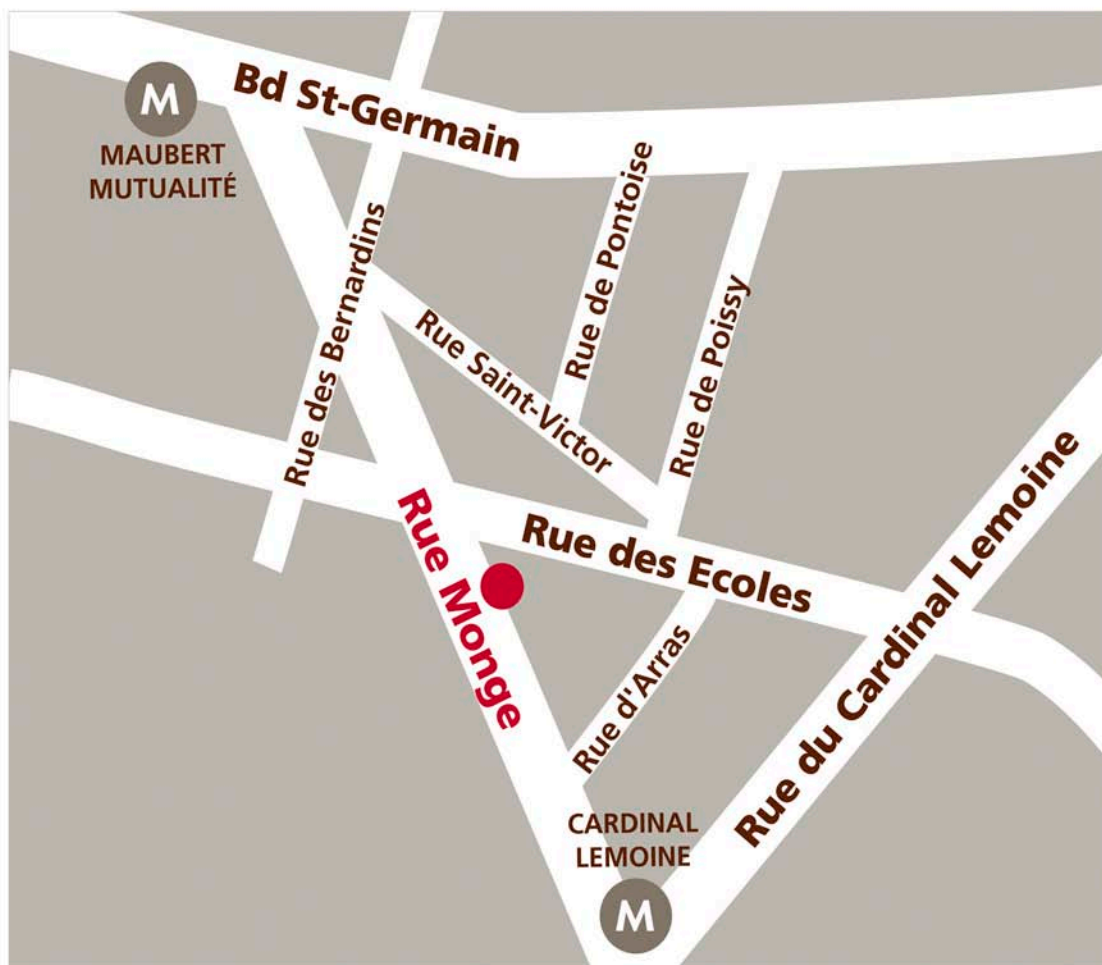 M
MAUBERT
MUTUALITÉ
Bd St-Germain
Rue des Bernardins
Rue de Pontoise
Rue de Poissy
Rue Saint-Victor
Rue des Ecoles
Rue Monge
Rue d'Arras
Rue du Cardinal Lemoine
CARDINAL
LEMOINE
M